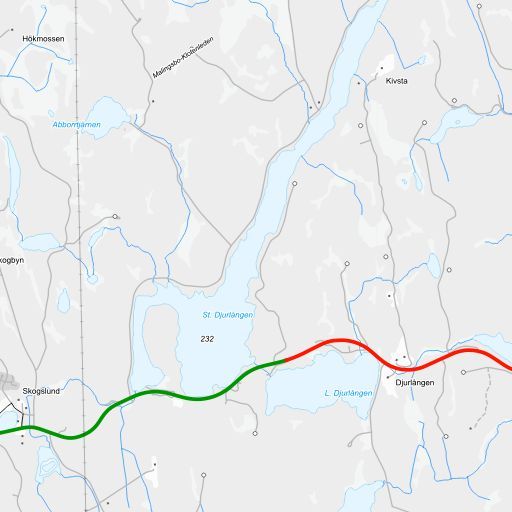 Hökmossen
Malingsbo-Klotenleden
Kivsta
Abborrtjärnen
kogbyn
St. Djurlången
232
Skogslund
L. Djurlången
Djurlången